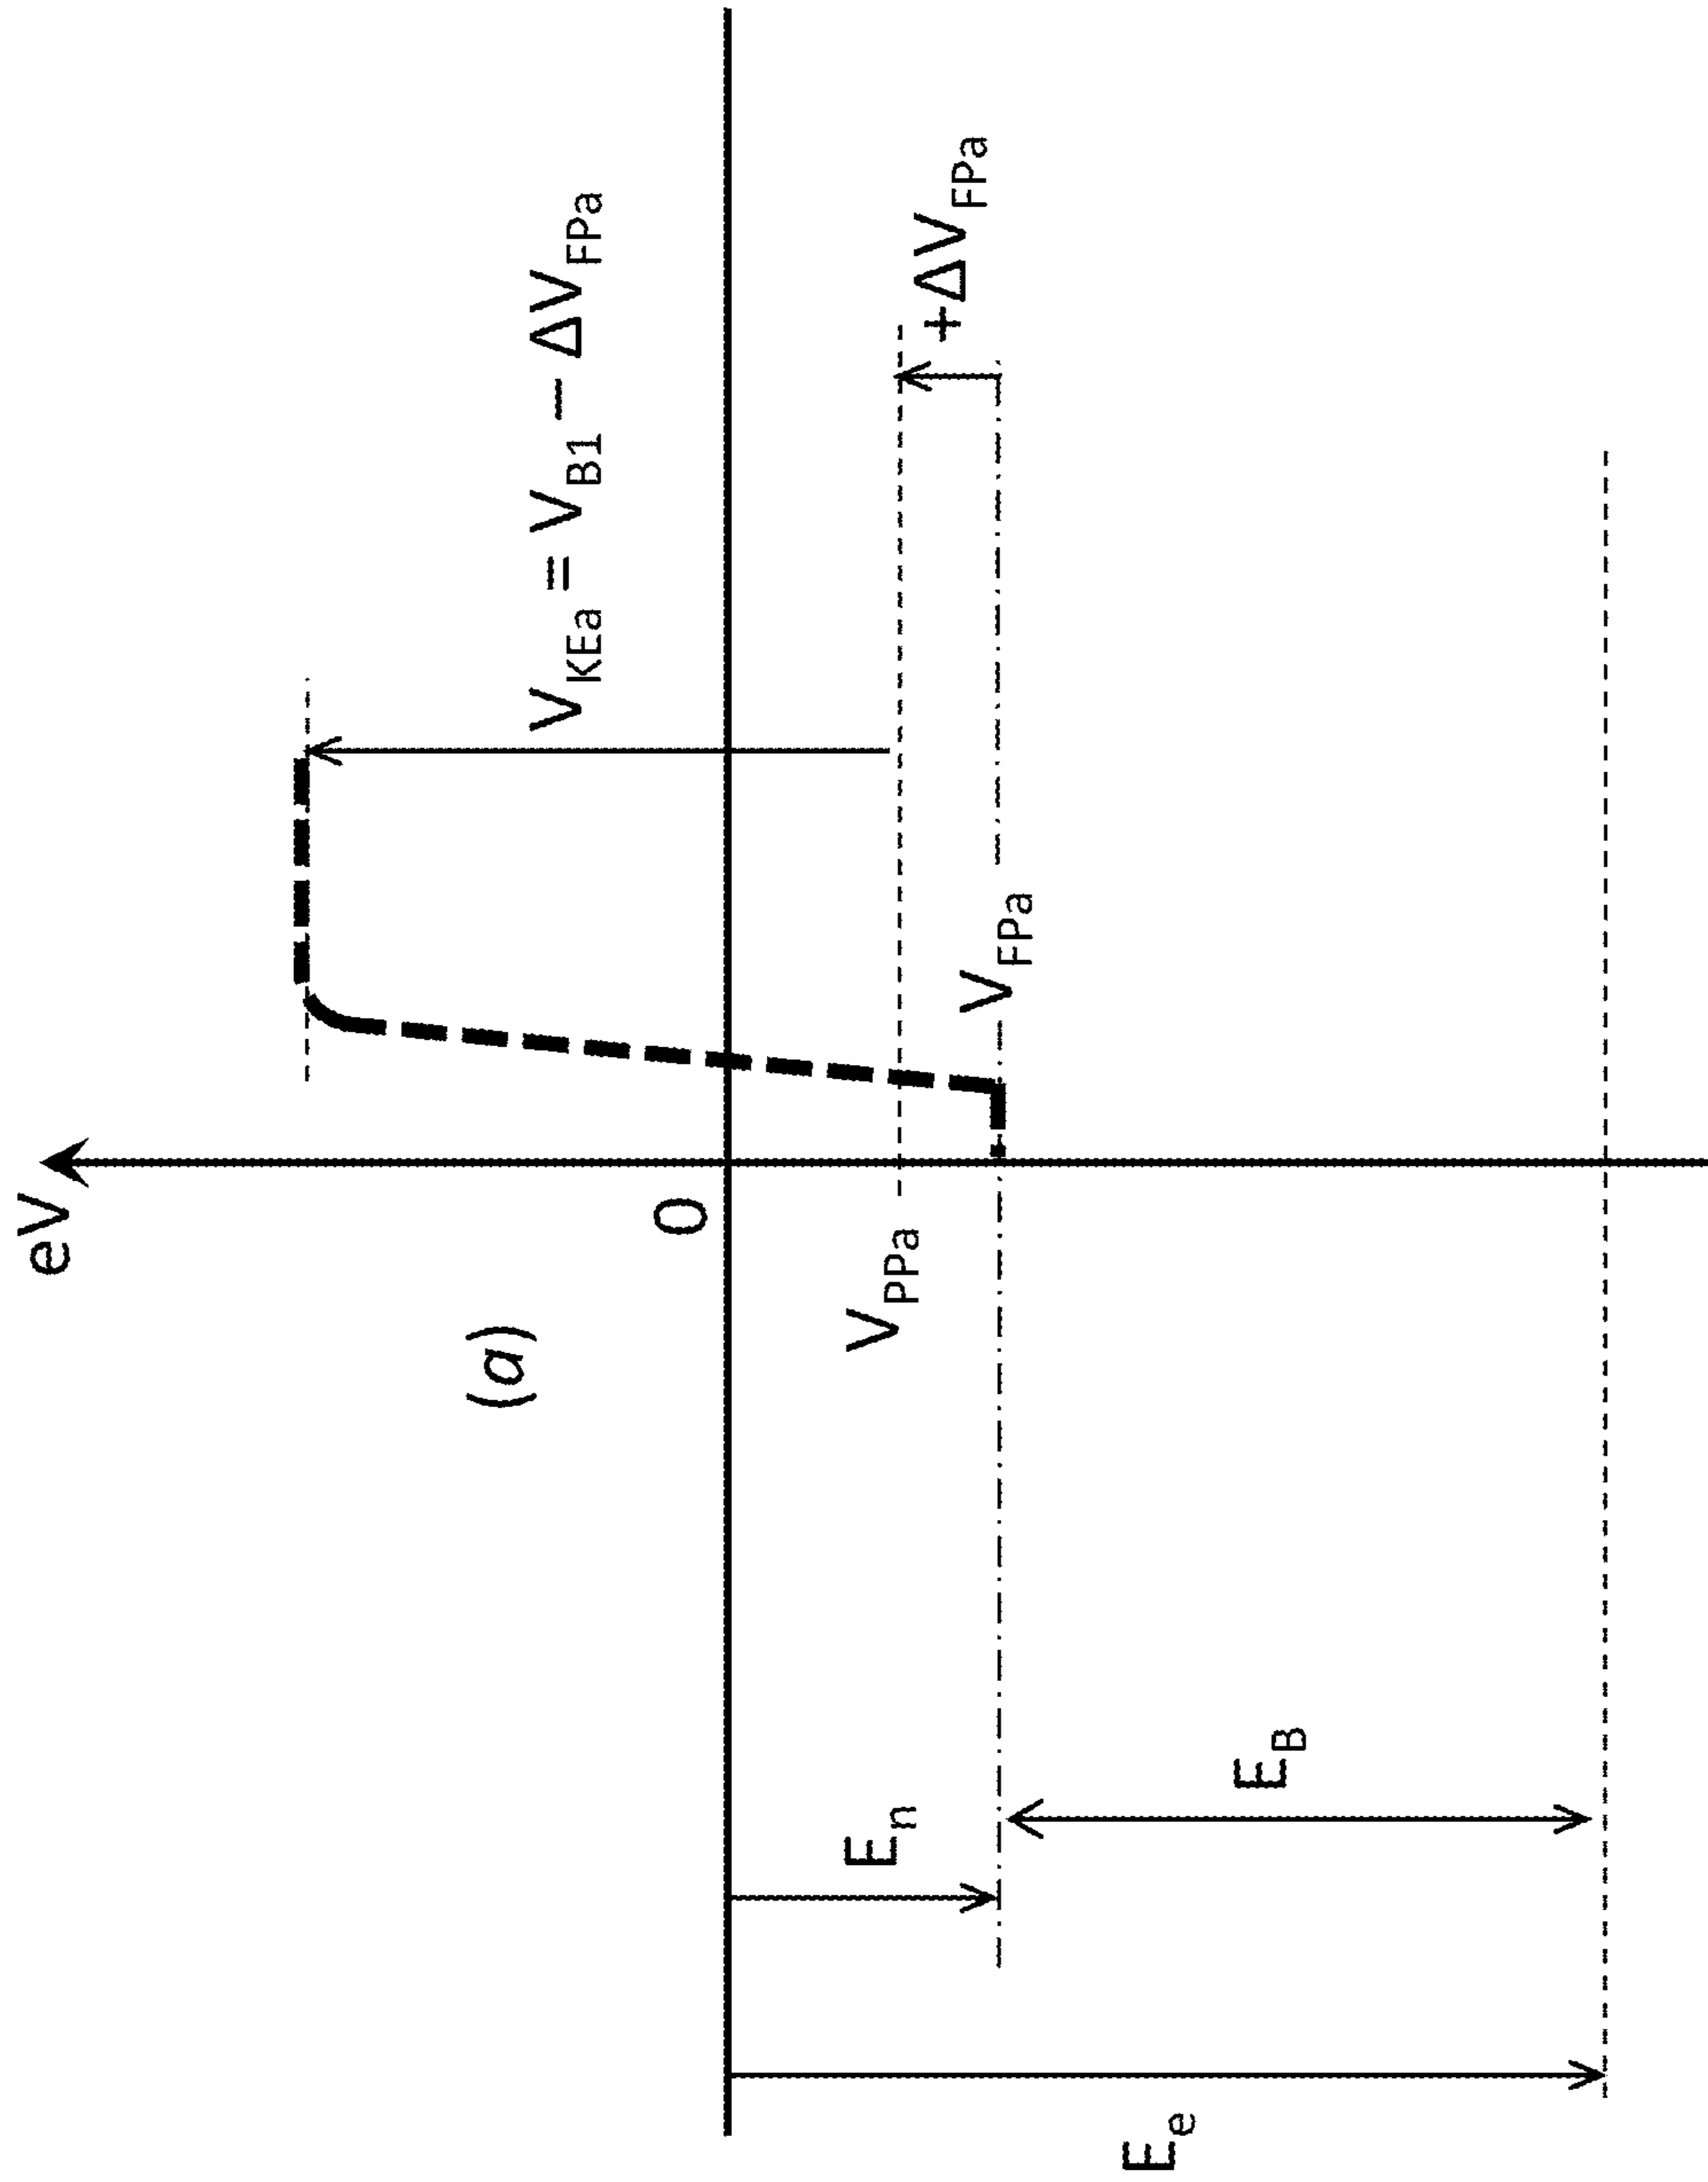 eV
(a)
0
V_KEa = V_B1 − ΔV_FPa
V_PPa
+ΔV_FPa
V_FPa
E_n
E_B
E_e